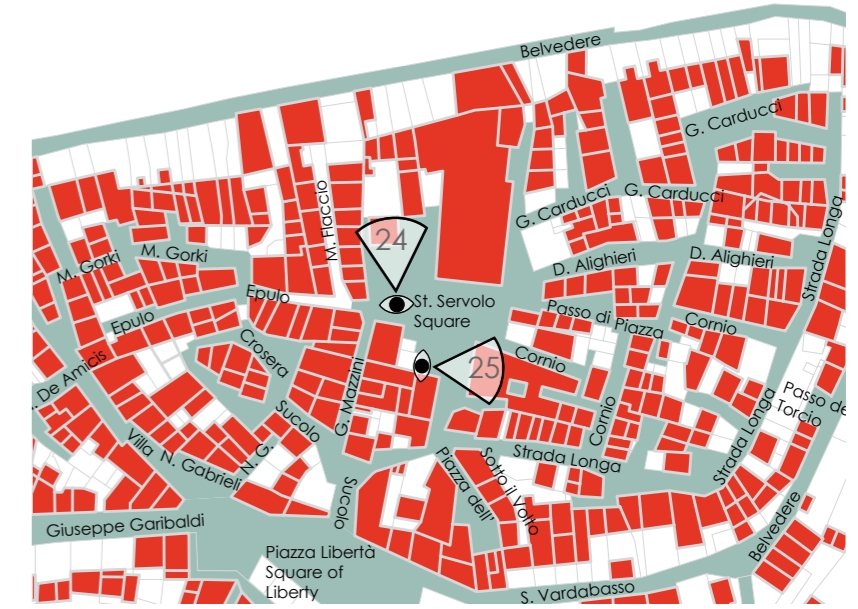 Belvedere
G. Carducci
G. Carducci
G. Carducci
M. Flaccio
Strada Longa
24
M. Gorki
M. Gorki
D. Alighieri
D. Alighieri
Epulo
St. Servolo
Square
Epulo
Passo di Piazza
Cornio
Crosera
Cornio
25
G. Mazzini
De Amicis
Passo de
Torcio
Sucolo
Cornio
Strada Longa
Villa N. Gabrieli
N. G.
Strada Longa
Piazza dell'
Sotto il Volto
Sucolo
Giuseppe Garibaldi
Belvedere
Piazza Libertà
Square of
Liberty
S. Vardabasso